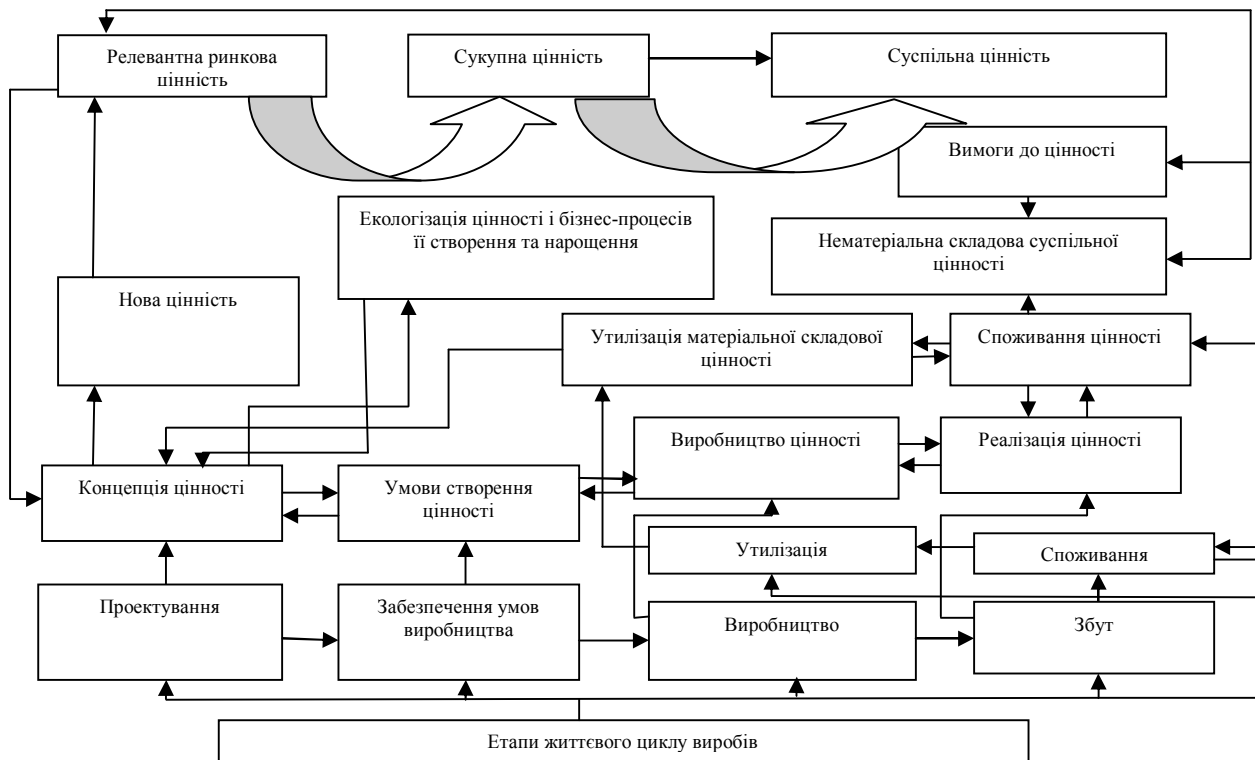 Релевантна ринкова
цінність
Сукупна цінність
Суспільна цінність
Вимоги до цінності
Екологізація цінності і бізнес-процесів
її створення та нарощення
Нематеріальна складова суспільної
цінності
Нова цінність
Утилізація матеріальної складової
цінності
Споживання цінності
Виробництво цінності
Реалізація цінності
Концепція цінності
Умови створення
цінності
Утилізація
Споживання
Проектування
Забезпечення умов
виробництва
Виробництво
Збут
Етапи життєвого циклу виробів